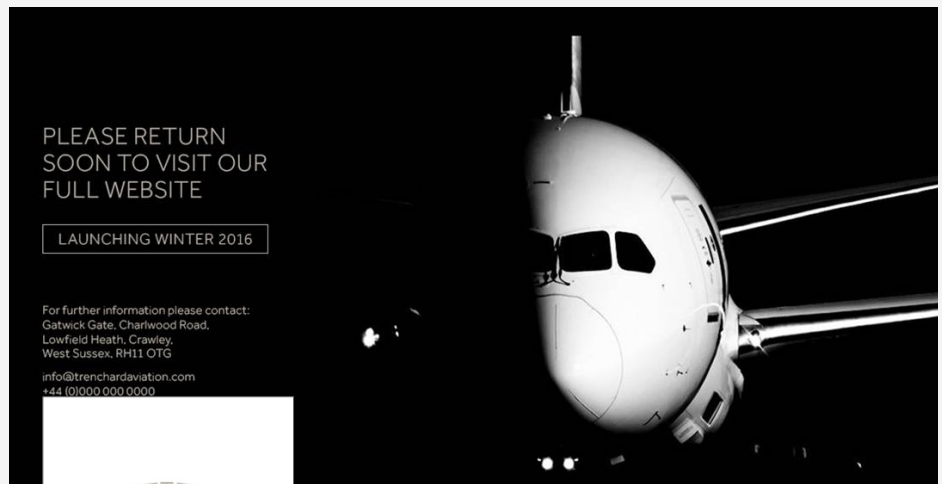 PLEASE RETURN
SOON TO VISIT OUR
FULL WEBSITE
LAUNCHING WINTER 2016
For further information please contact:
Gatwick Gate, Charlwood Road,
Lowfield Heath, Crawley,
West Sussex, RH11 OTG
info@trenchardaviation.com
+44 (0)000 000 0000